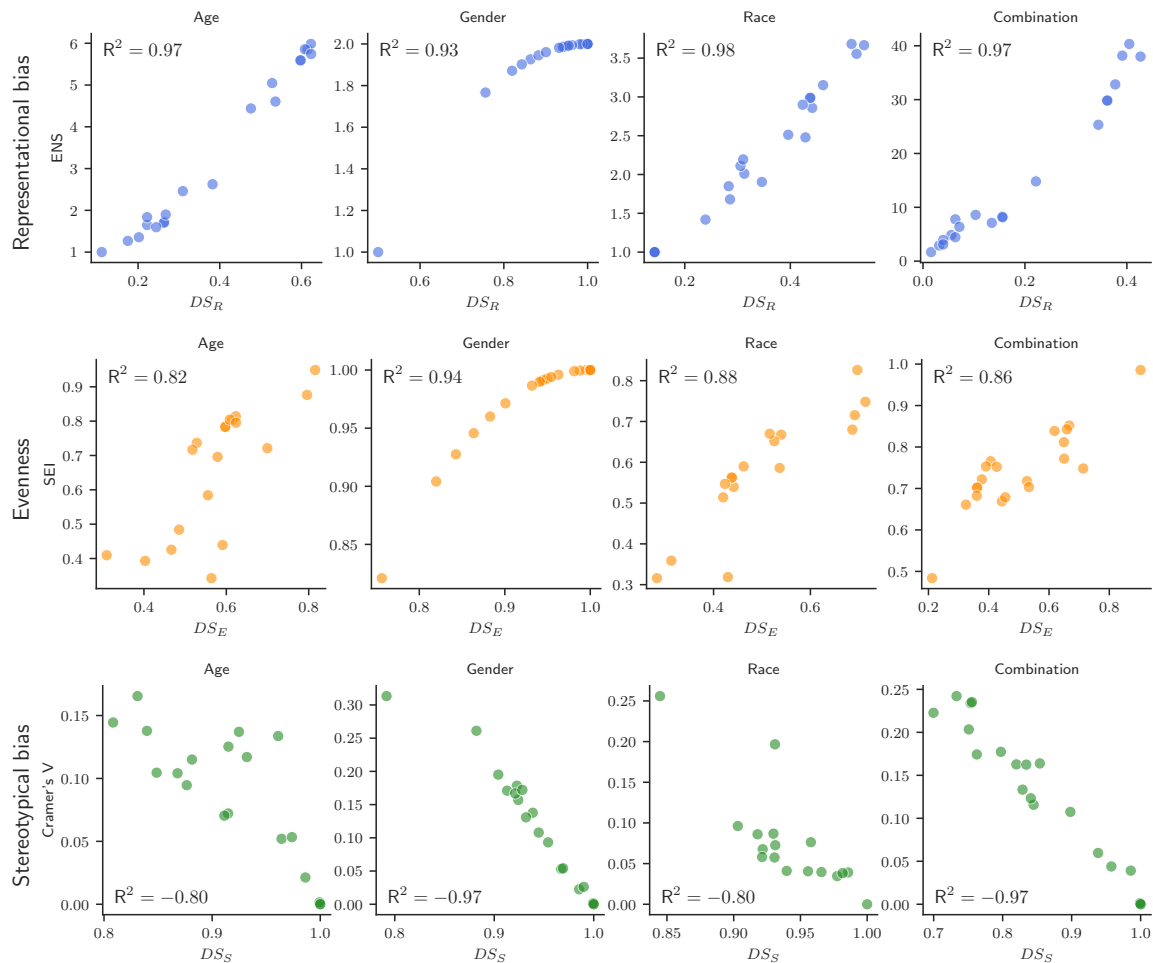 Age
Gender
Race
Combination
R² = 0.97
R² = 0.93
R² = 0.98
R² = 0.97
Representational bias
ENS
6
5
4
3
2
1
2.0
1.8
1.6
1.4
1.2
1.0
3.5
3.0
2.5
2.0
1.5
1.0
40
30
20
10
0
0.2 0.4 0.6
0.6 0.8 1.0
0.2 0.4
0.0 0.2 0.4
DS_R
DS_R
DS_R
DS_R
Age
Gender
Race
Combination
R² = 0.82
R² = 0.94
R² = 0.88
R² = 0.86
Evenness
SEI
0.9
0.8
0.7
0.6
0.5
0.4
1.00
0.95
0.90
0.85
0.8
0.7
0.6
0.5
0.4
0.3
1.0
0.9
0.8
0.7
0.6
0.5
0.4 0.6 0.8
0.8 0.9 1.0
0.4 0.6
0.2 0.4 0.6 0.8
DS_E
DS_E
DS_E
DS_E
Age
Gender
Race
Combination
Stereotypical bias
Cramer's V
0.15
0.10
0.05
0.00
0.30
0.25
0.20
0.15
0.10
0.05
0.00
0.25
0.20
0.15
0.10
0.05
0.00
0.25
0.20
0.15
0.10
0.05
0.00
R² = −0.80
R² = −0.97
R² = −0.80
R² = −0.97
0.8 0.9 1.0
0.8 0.9 1.0
0.85 0.90 0.95 1.00
0.7 0.8 0.9 1.0
DS_S
DS_S
DS_S
DS_S